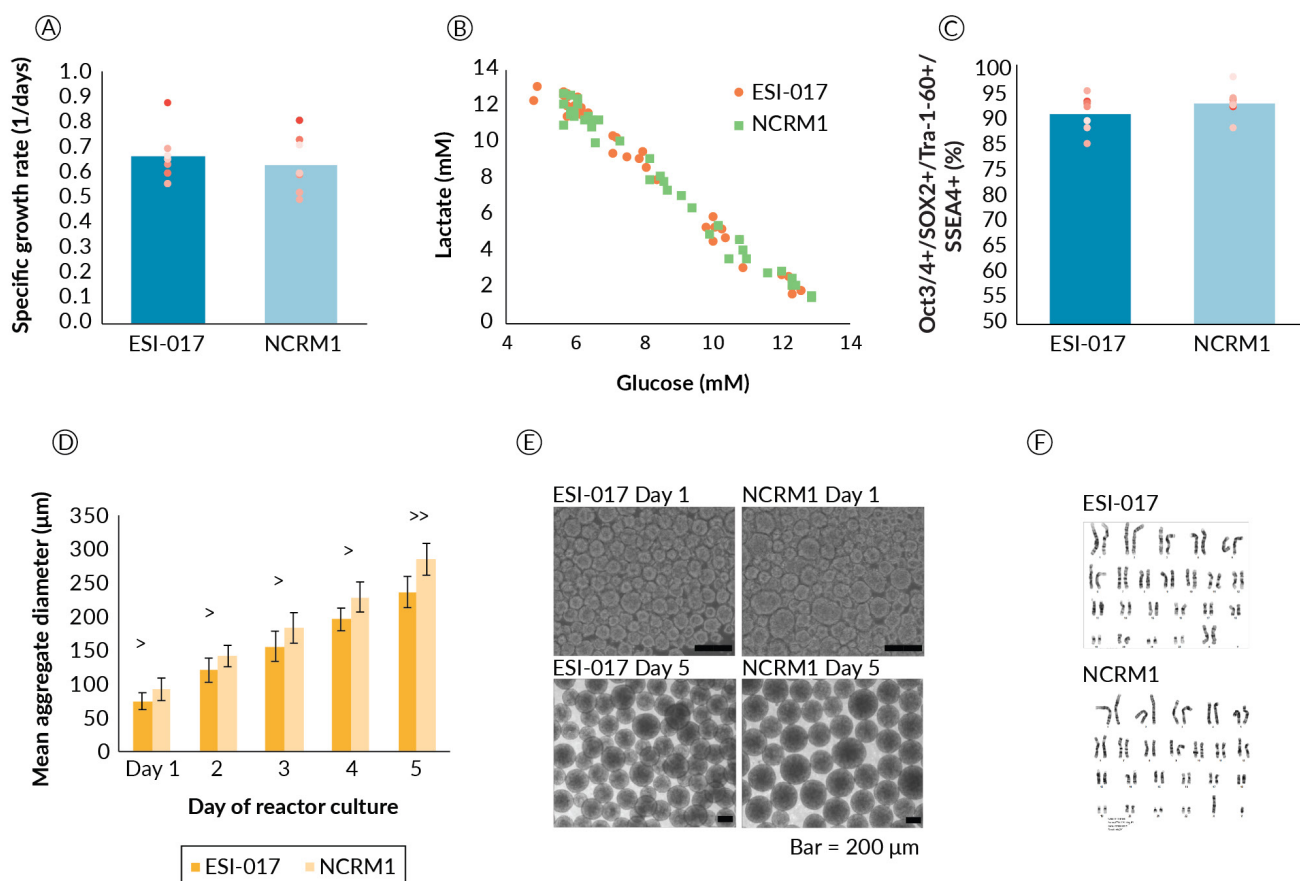 A
Specific growth rate (1/days)
1.0
0.9
0.8
0.7
0.6
0.5
0.4
0.3
0.2
0.1
0.0
ESI-017 NCRM1
B
Lactate (mM)
14
12
10
8
6
4
2
0
4 6 8 10 12 14
Glucose (mM)
ESI-017
NCRM1
C
Oct3/4+/SOX2+/Tra-1-60+/
SSEA4+ (%)
100
95
90
85
80
75
70
65
60
55
50
ESI-017 NCRM1
D
Mean aggregate diameter (µm)
350
300
250
200
150
100
50
0
>
>
>
>
>>
Day 1 2 3 4 5
Day of reactor culture
ESI-017 NCRM1
E
ESI-017 Day 1 NCRM1 Day 1
ESI-017 Day 5 NCRM1 Day 5
Bar = 200 µm
F
ESI-017
NCRM1